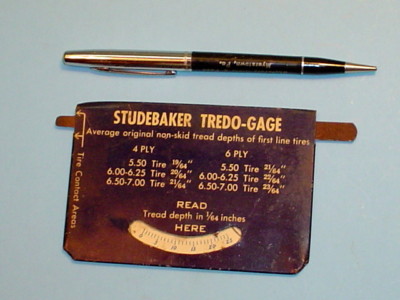 Myerstown, Pa.
STUDEBAKER TREDO-GAGE
Average original non-skid tread depths of first line tires
4 PLY 6 PLY
5.50 Tire 19/64" 5.50 Tire 21/64"
6.00-6.25 Tire 20/64" 6.00-6.25 Tire 22/64"
6.50-7.00 Tire 21/64" 6.50-7.00 Tire 23/64"
Tire Contact Areas
READ
Tread depth in 1/64 inches
HERE